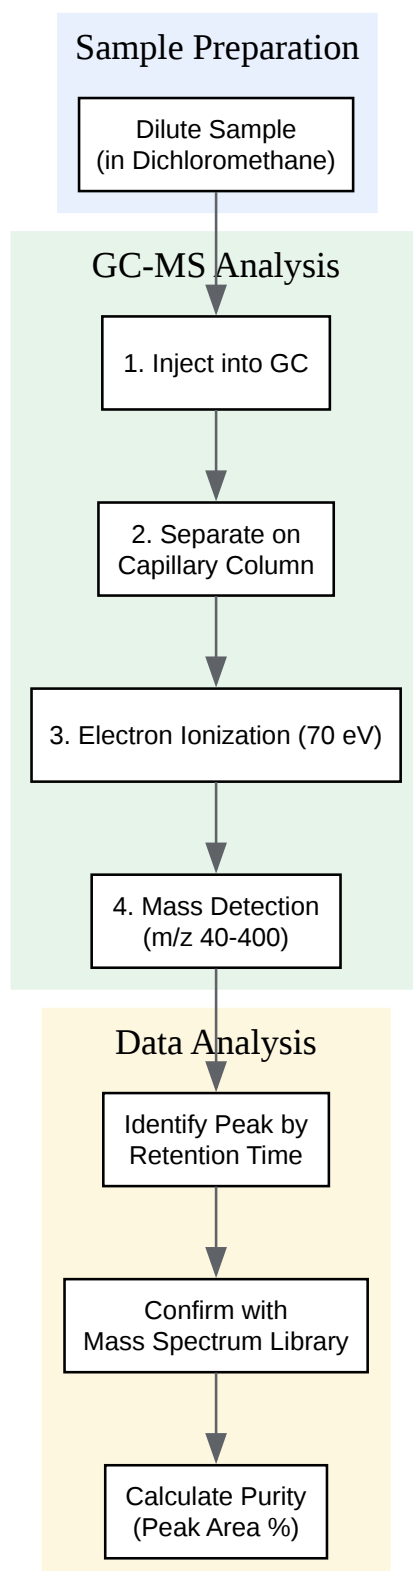 Sample Preparation
Dilute Sample
(in Dichloromethane)
GC-MS Analysis
1. Inject into GC
2. Separate on
Capillary Column
3. Electron Ionization (70 eV)
4. Mass Detection
(m/z 40-400)
Data Analysis
Identify Peak by
Retention Time
Confirm with
Mass Spectrum Library
Calculate Purity
(Peak Area %)